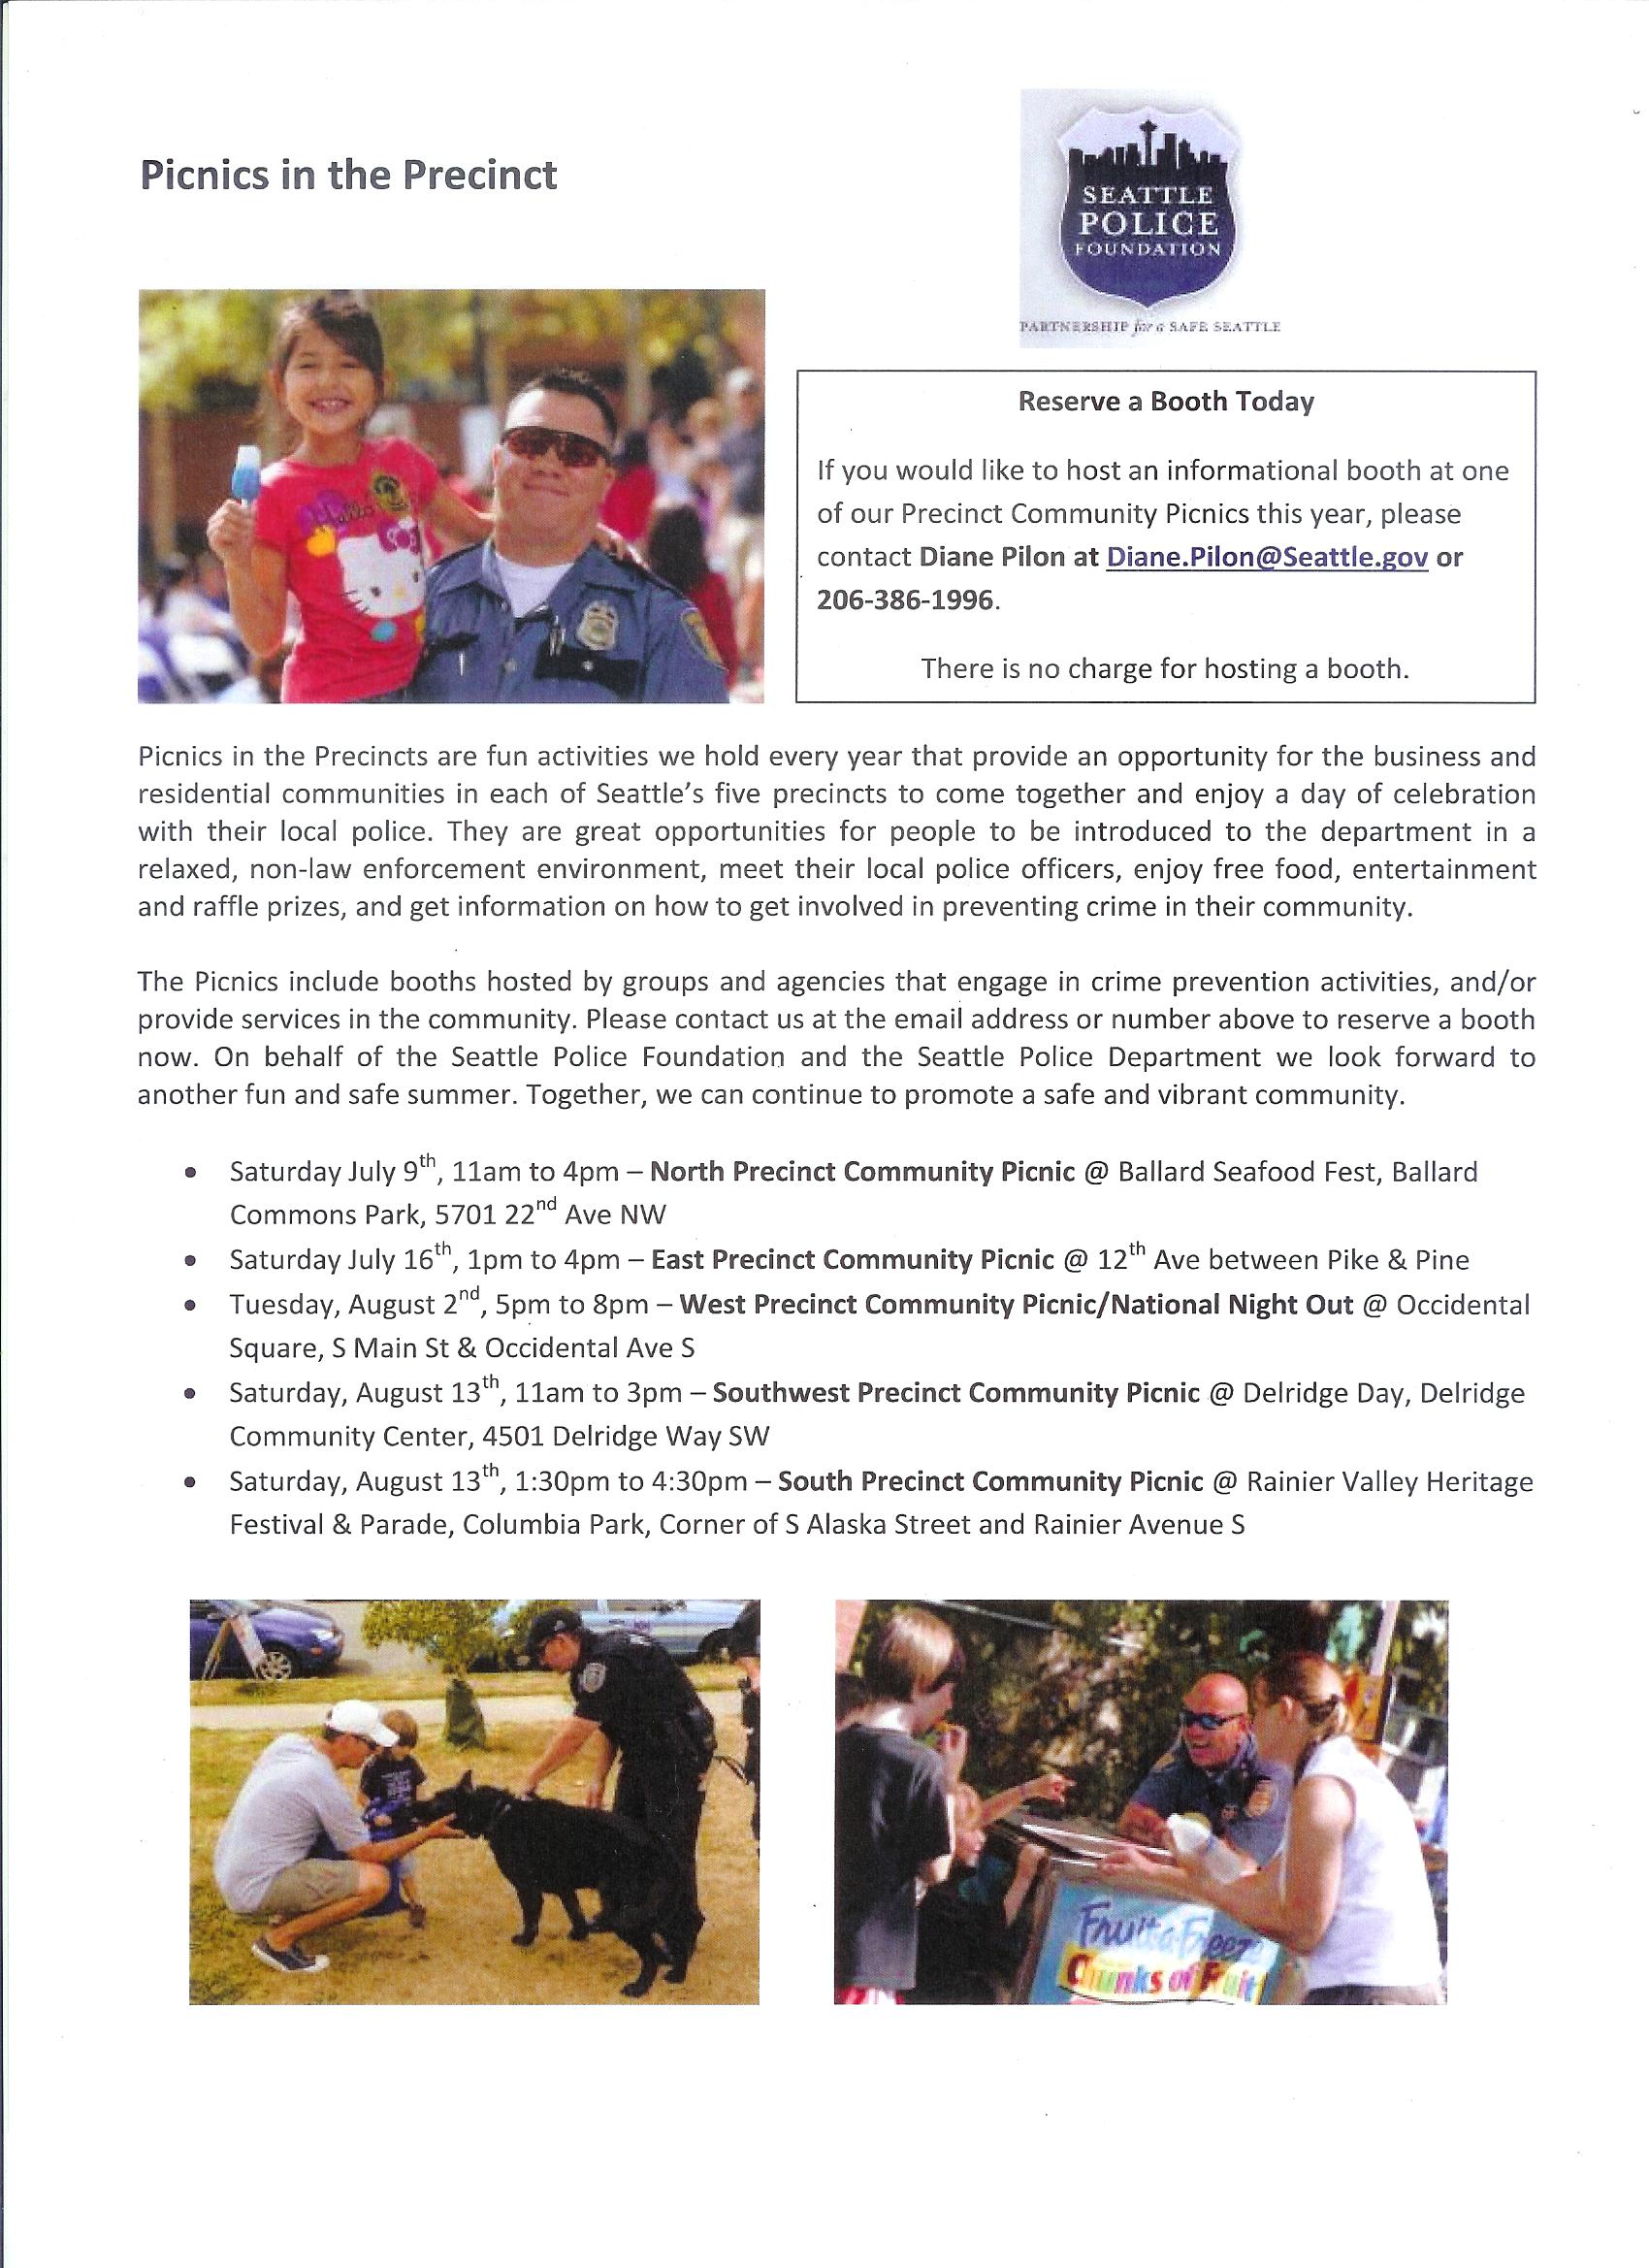 Picnics in the Precinct
SEATTLE
POLICE
FOUNDATION
PARTNERSHIP for a SAFE SEATTLE
Reserve a Booth Today
If you would like to host an informational booth at one
of our Precinct Community Picnics this year, please
contact Diane Pilon at Diane.Pilon@Seattle.gov or
206-386-1996.
There is no charge for hosting a booth.
Picnics in the Precincts are fun activities we hold every year that provide an opportunity for the business and
residential communities in each of Seattle's five precincts to come together and enjoy a day of celebration
with their local police. They are great opportunities for people to be introduced to the department in a
relaxed, non-law enforcement environment, meet their local police officers, enjoy free food, entertainment
and raffle prizes, and get information on how to get involved in preventing crime in their community.
The Picnics include booths hosted by groups and agencies that engage in crime prevention activities, and/or
provide services in the community. Please contact us at the email address or number above to reserve a booth
now. On behalf of the Seattle Police Foundation and the Seattle Police Department we look forward to
another fun and safe summer. Together, we can continue to promote a safe and vibrant community.
• Saturday July 9th, 11am to 4pm – North Precinct Community Picnic @ Ballard Seafood Fest, Ballard
Commons Park, 5701 22nd Ave NW
• Saturday July 16th, 1pm to 4pm – East Precinct Community Picnic @ 12th Ave between Pike & Pine
• Tuesday, August 2nd, 5pm to 8pm – West Precinct Community Picnic/National Night Out @ Occidental
Square, S Main St & Occidental Ave S
• Saturday, August 13th, 11am to 3pm – Southwest Precinct Community Picnic @ Delridge Day, Delridge
Community Center, 4501 Delridge Way SW
• Saturday, August 13th, 1:30pm to 4:30pm – South Precinct Community Picnic @ Rainier Valley Heritage
Festival & Parade, Columbia Park, Corner of S Alaska Street and Rainier Avenue S
Fruit-a-Freeze
Chunks of Fruit